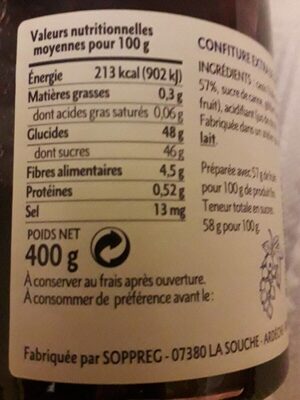 Valeurs nutritionnelles
moyennes pour 100 g
Énergie 213 kcal (902 kJ)
Matières grasses 0,3 g
dont acides gras saturés 0,06 g
Glucides 48 g
dont sucres 46 g
Fibres alimentaires 4,5 g
Protéines 0,52 g
Sel 13 mg
POIDS NET
400 g
À conserver au frais après ouverture.
À consommer de préférence avant le :
Fabriquée par SOPPREG - 07380 LA SOUCHE - ARDÈCHE
CONFITURE
INGRÉDIENTS :
57%, sucre de canne,
fruit), acidifiant
Fabriquée dans un atelier
lait.
Préparée avec 57 g de
pour 100 g de produit
Teneur totale en sucres
58 g pour 100 g.